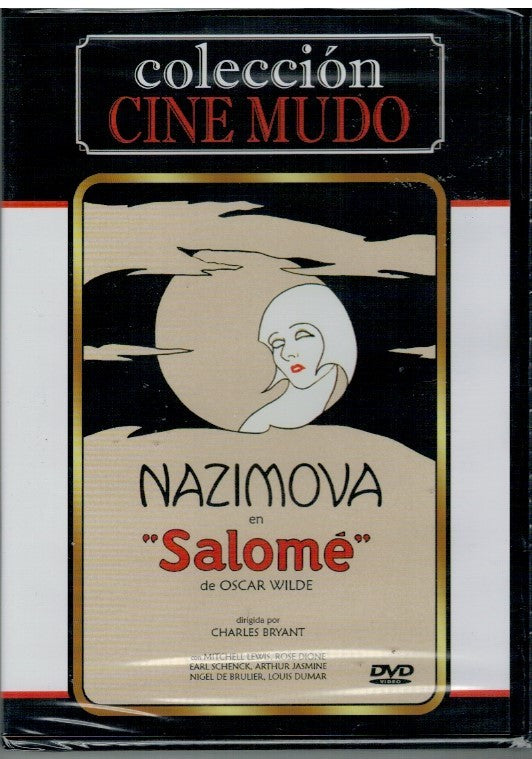 colección
CINE MUDO
NAZIMOVA
en
"Salomé"
de OSCAR WILDE
dirigida por
CHARLES BRYANT
con MITCHELL LEWIS, ROSE DIONE
EARL SCHENCK, ARTHUR JASMINE
NIGEL DE BRULIER, LOUIS DUMAR
DVD
VIDEO